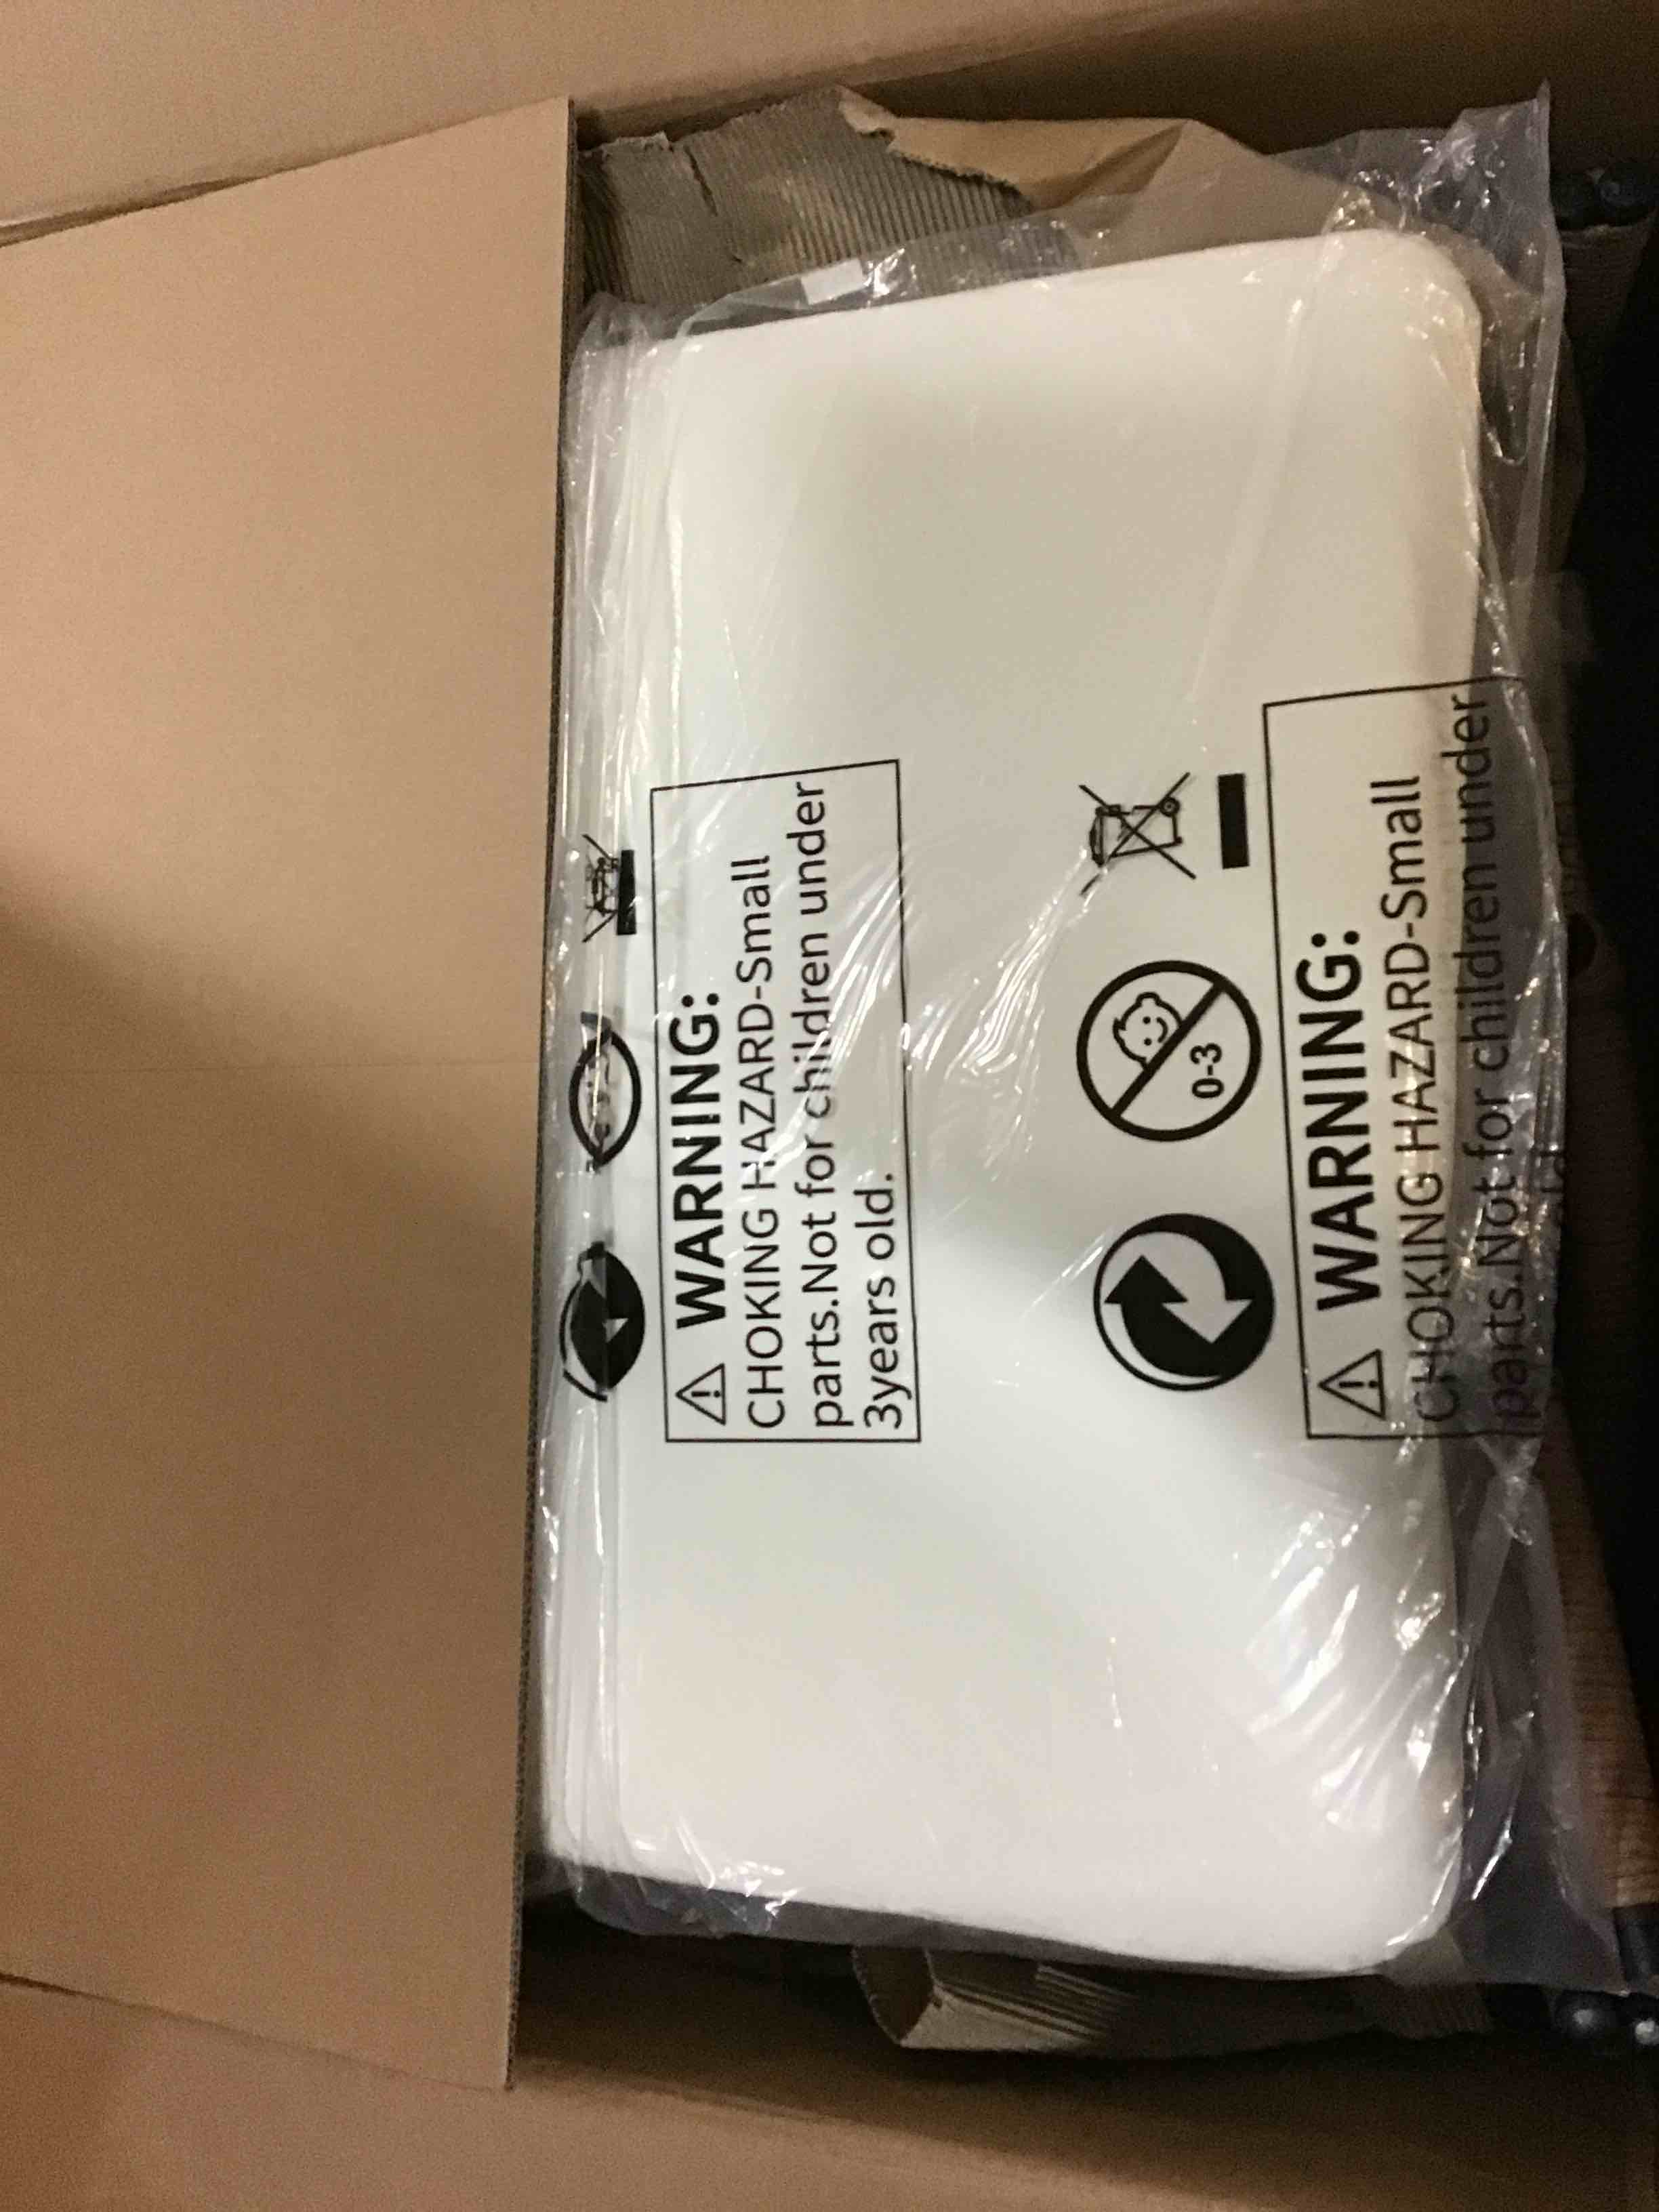 WARNING:
CHOKING HAZARD-Small
parts.Not for children under
3years old.
0-3
WARNING:
CHOKING HAZARD-Small
parts.Not for children under